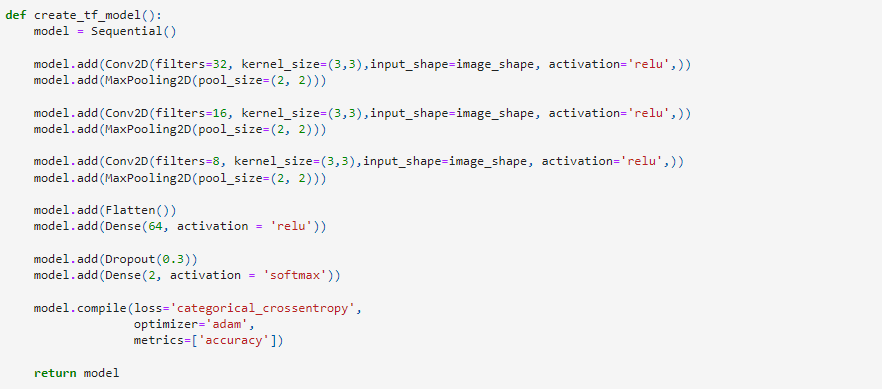 def create_tf_model():
    model = Sequential()
    model.add(Conv2D(filters=32, kernel_size=(3,3),input_shape=image_shape, activation='relu',))
    model.add(MaxPooling2D(pool_size=(2, 2)))
    model.add(Conv2D(filters=16, kernel_size=(3,3),input_shape=image_shape, activation='relu',))
    model.add(MaxPooling2D(pool_size=(2, 2)))
    model.add(Conv2D(filters=8, kernel_size=(3,3),input_shape=image_shape, activation='relu',))
    model.add(MaxPooling2D(pool_size=(2, 2)))
    model.add(Flatten())
    model.add(Dense(64, activation = 'relu'))
    model.add(Dropout(0.3))
    model.add(Dense(2, activation = 'softmax'))
    model.compile(loss='categorical_crossentropy',
                  optimizer='adam',
                  metrics=['accuracy'])
    return model